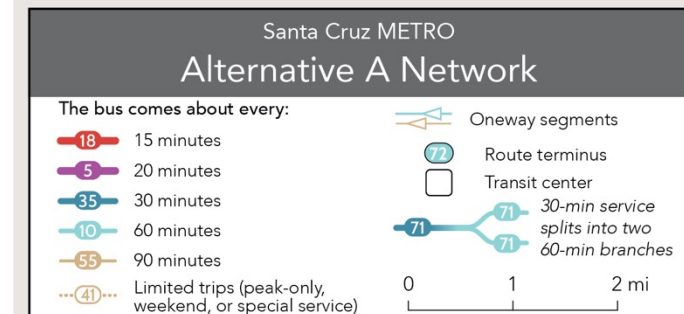 Santa Cruz METRO
Alternative A Network
The bus comes about every:
18 15 minutes
5 20 minutes
35 30 minutes
10 60 minutes
55 90 minutes
41 Limited trips (peak-only,
weekend, or special service)
Oneway segments
72 Route terminus
Transit center
71 71 30-min service
splits into two
71 60-min branches
0 1 2 mi